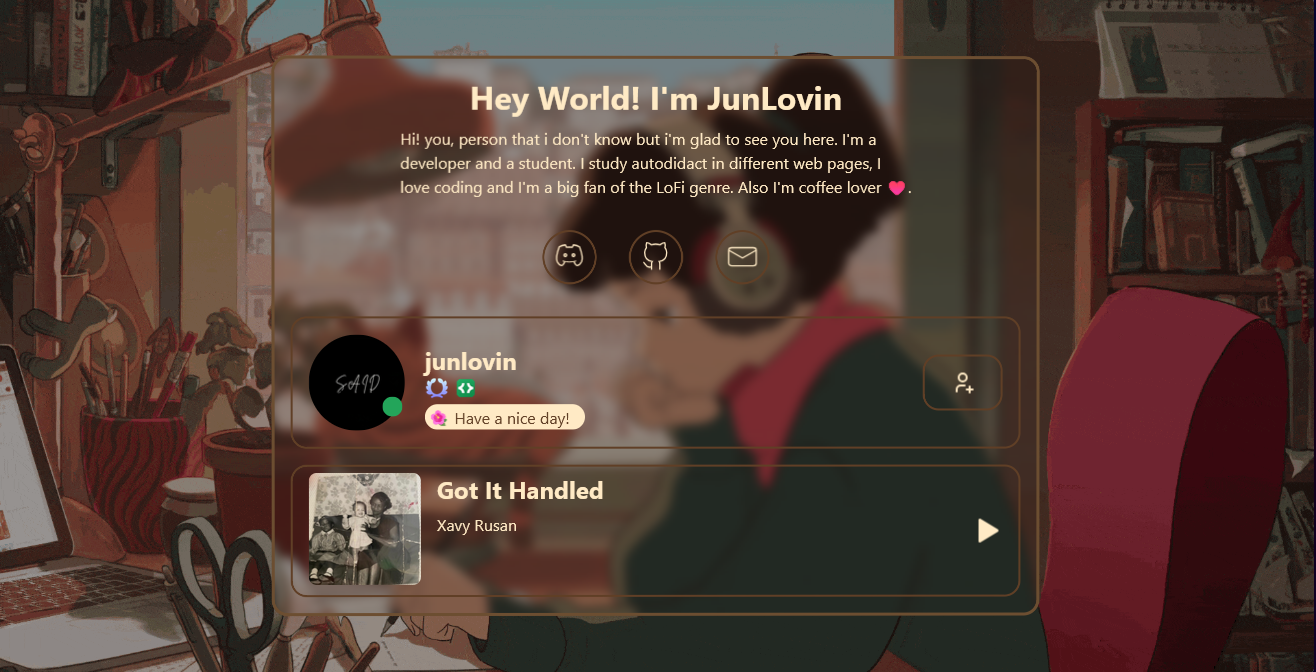 Hey World! I'm JunLovin
Hi! you, person that i don't know but i'm glad to see you here. I'm a
developer and a student. I study autodidact in different web pages, I
love coding and I'm a big fan of the LoFi genre. Also I'm coffee lover 💗.
SAID
junlovin
🌺 Have a nice day!
Got It Handled
Xavy Rusan